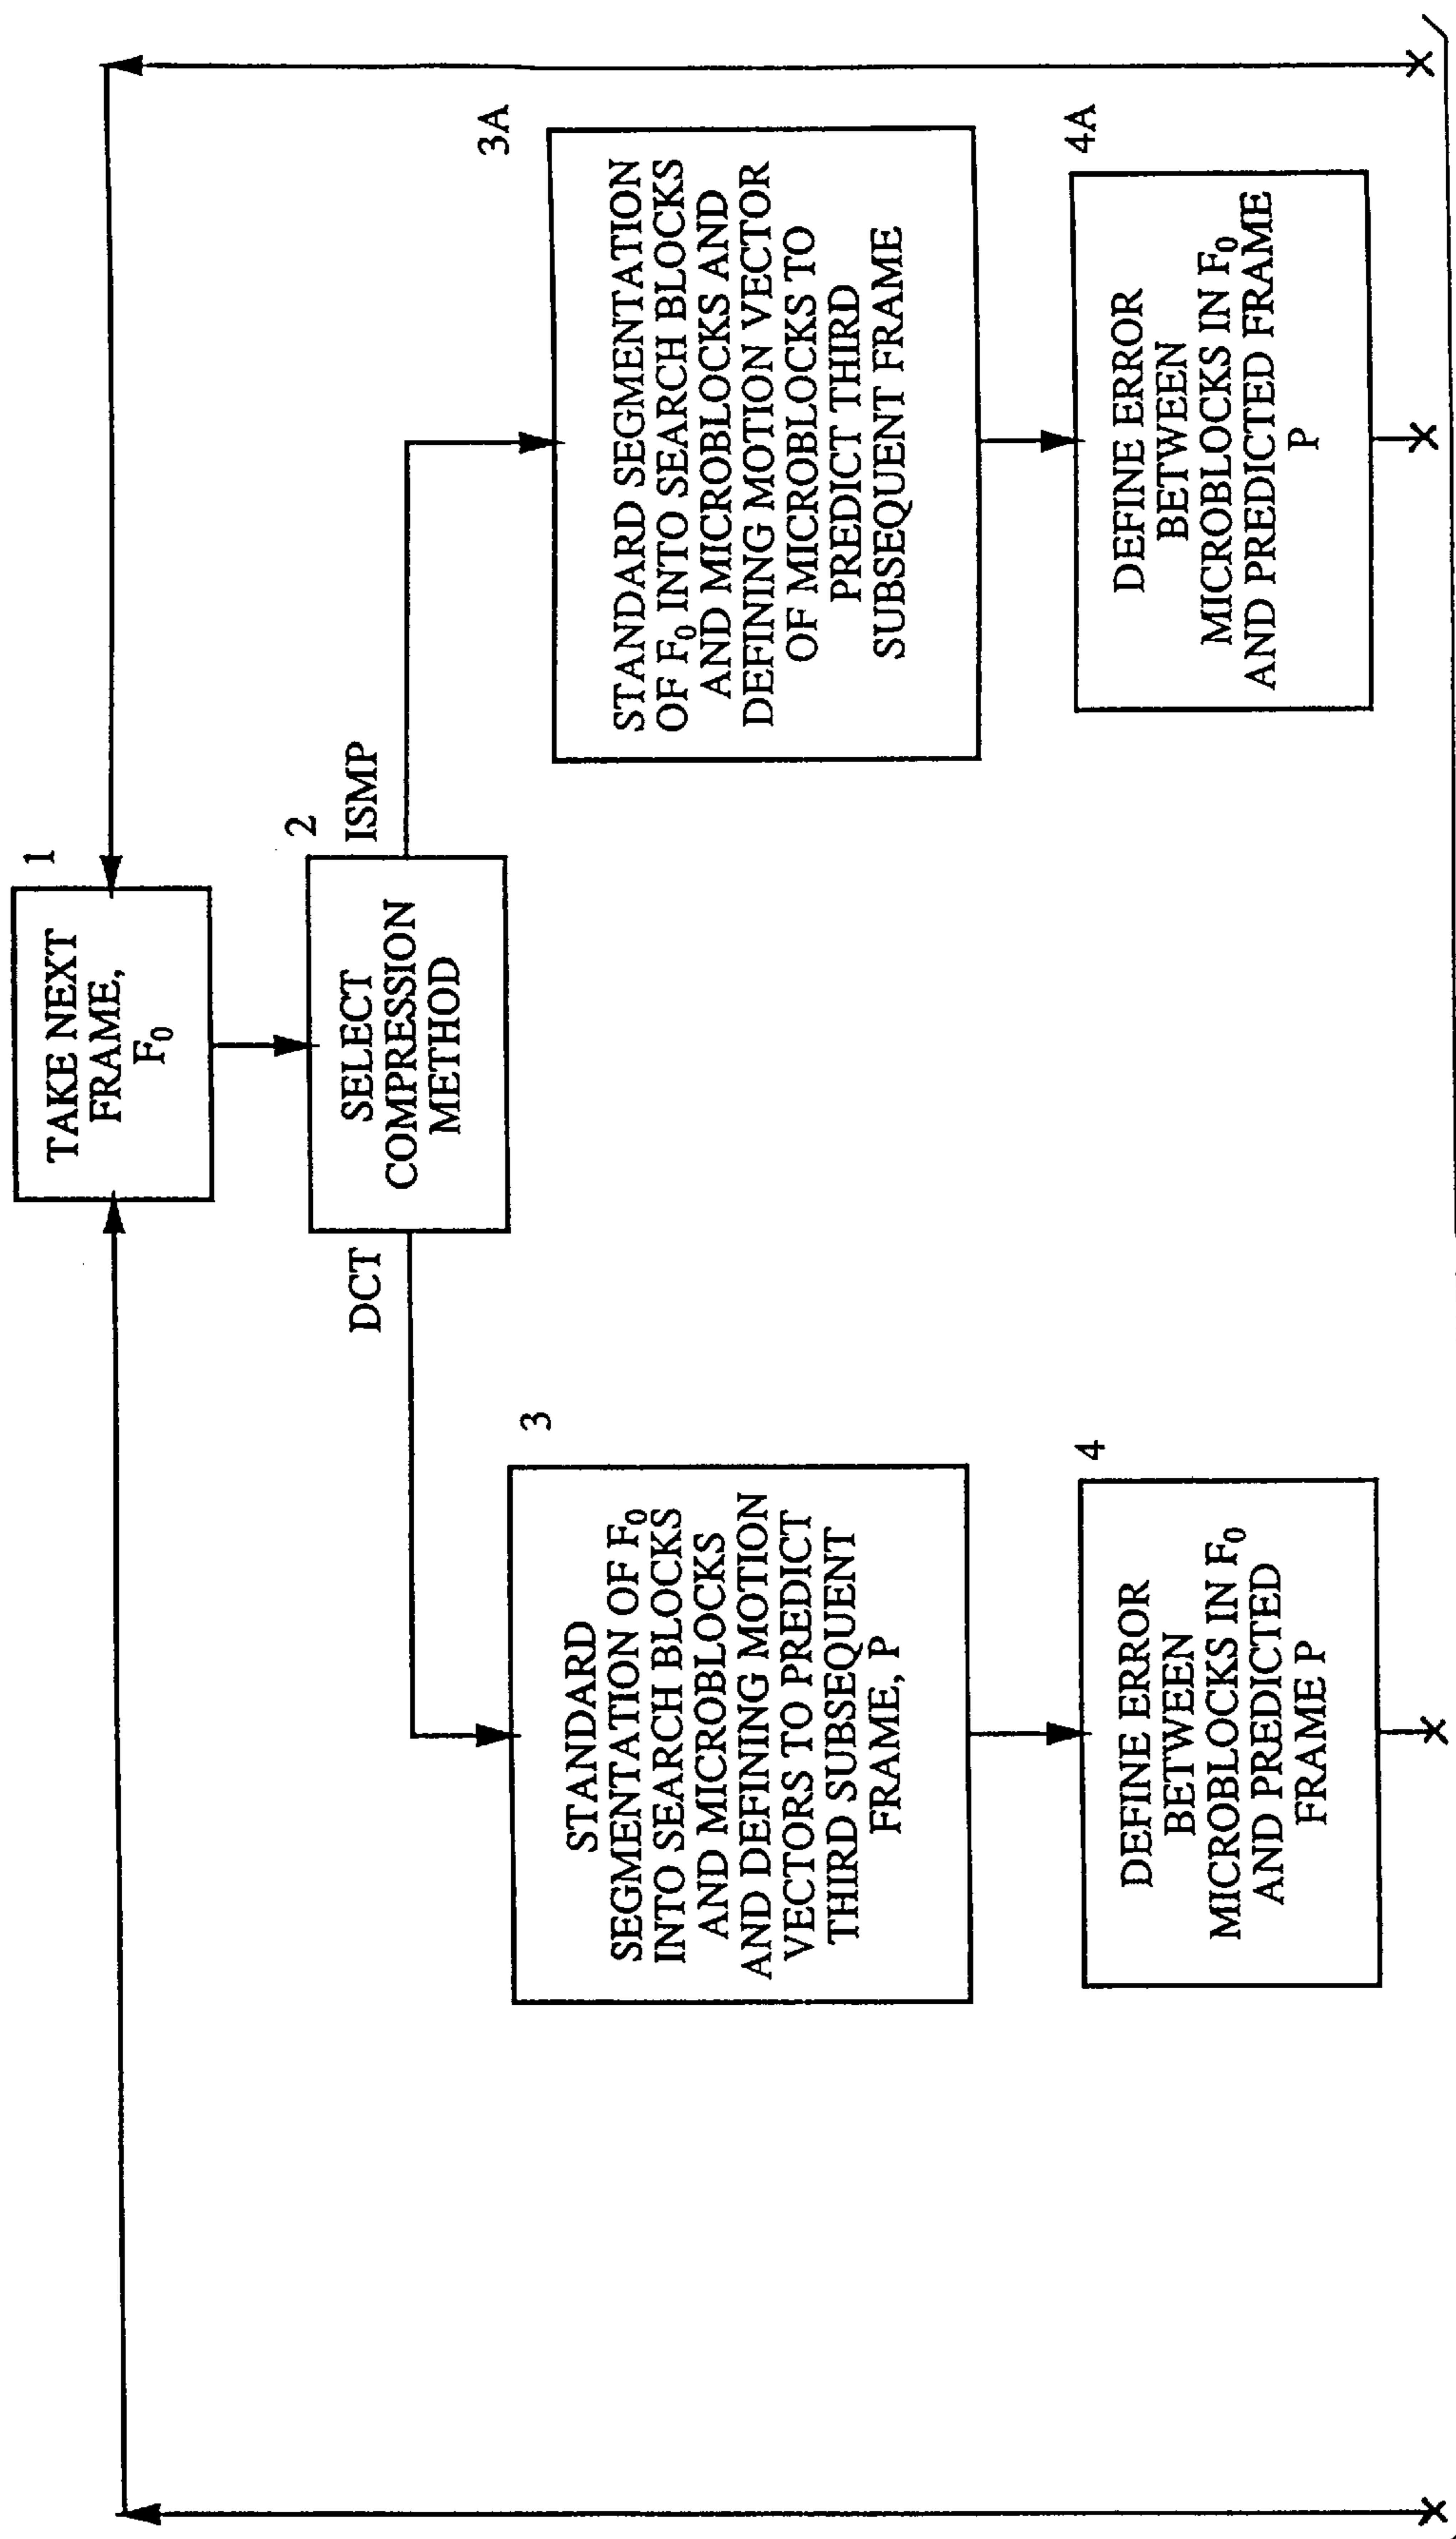 1
TAKE NEXT
FRAME,
F₀
2
SELECT
COMPRESSION
METHOD
DCT
ISMP
3
STANDARD
SEGMENTATION OF F₀
INTO SEARCH BLOCKS
AND MICROBLOCKS
AND DEFINING MOTION
VECTORS TO PREDICT
THIRD SUBSEQUENT
FRAME, P
4
DEFINE ERROR
BETWEEN
MICROBLOCKS IN F₀
AND PREDICTED
FRAME P
3A
STANDARD SEGMENTATION
OF F₀ INTO SEARCH BLOCKS
AND MICROBLOCKS AND
DEFINING MOTION VECTOR
OF MICROBLOCKS TO
PREDICT THIRD
SUBSEQUENT FRAME
4A
DEFINE ERROR
BETWEEN
MICROBLOCKS IN F₀
AND PREDICTED FRAME
P